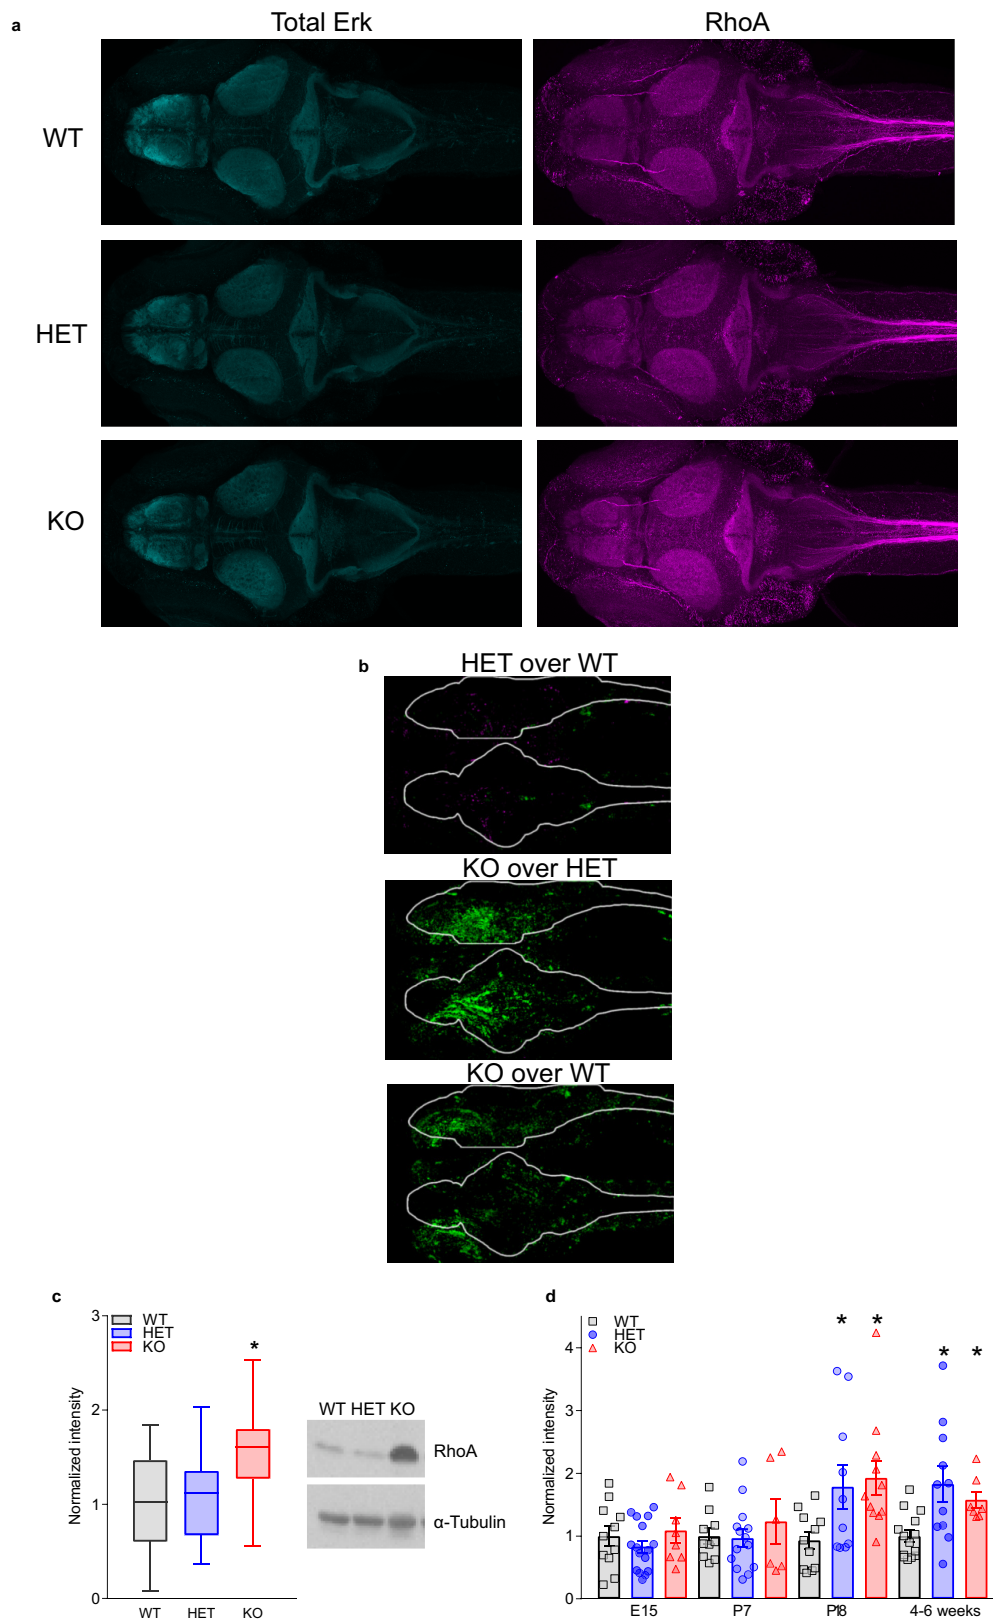 a
Total Erk
RhoA
WT
HET
KO
b
HET over WT
KO over HET
KO over WT
c
3
2
1
0
Normalized intensity
WT
HET
KO
*
WT
HET
KO
WT HET KO
RhoA
α-Tubulin
d
4
3
2
1
0
Normalized intensity
WT
HET
KO
* *
* *
E15
P7
P18
4-6 weeks